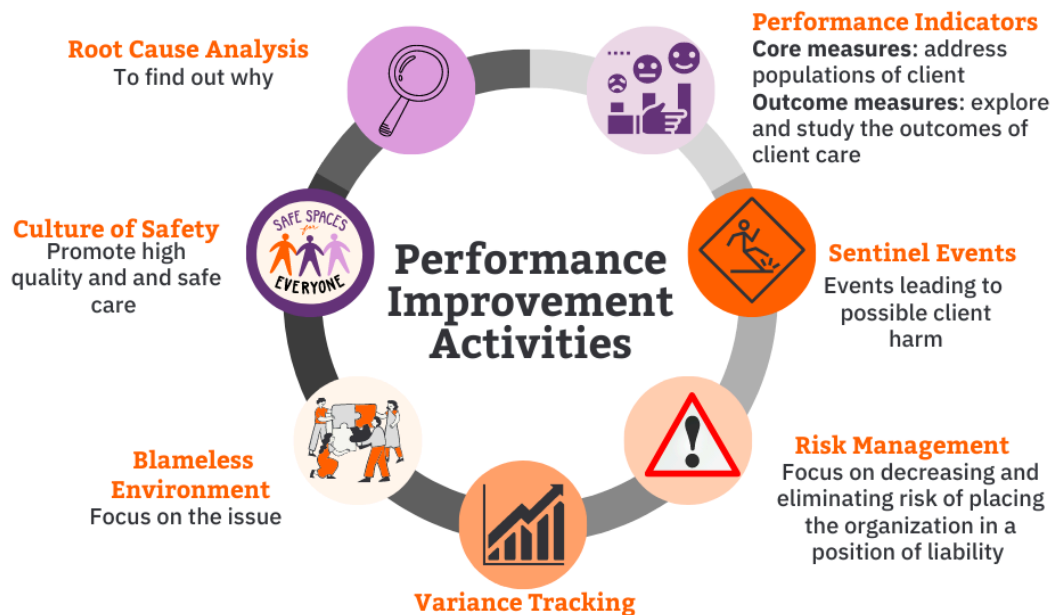 Performance
Improvement
Activities
Performance Indicators
Core measures: address
populations of client
Outcome measures: explore
and study the outcomes of
client care
Sentinel Events
Events leading to
possible client
harm
Risk Management
Focus on decreasing and
eliminating risk of placing
the organization in a
position of liability
Variance Tracking
Blameless
Environment
Focus on the issue
Culture of Safety
Promote high
quality and and safe
care
SAFE SPACES
for
EVERYONE
Root Cause Analysis
To find out why